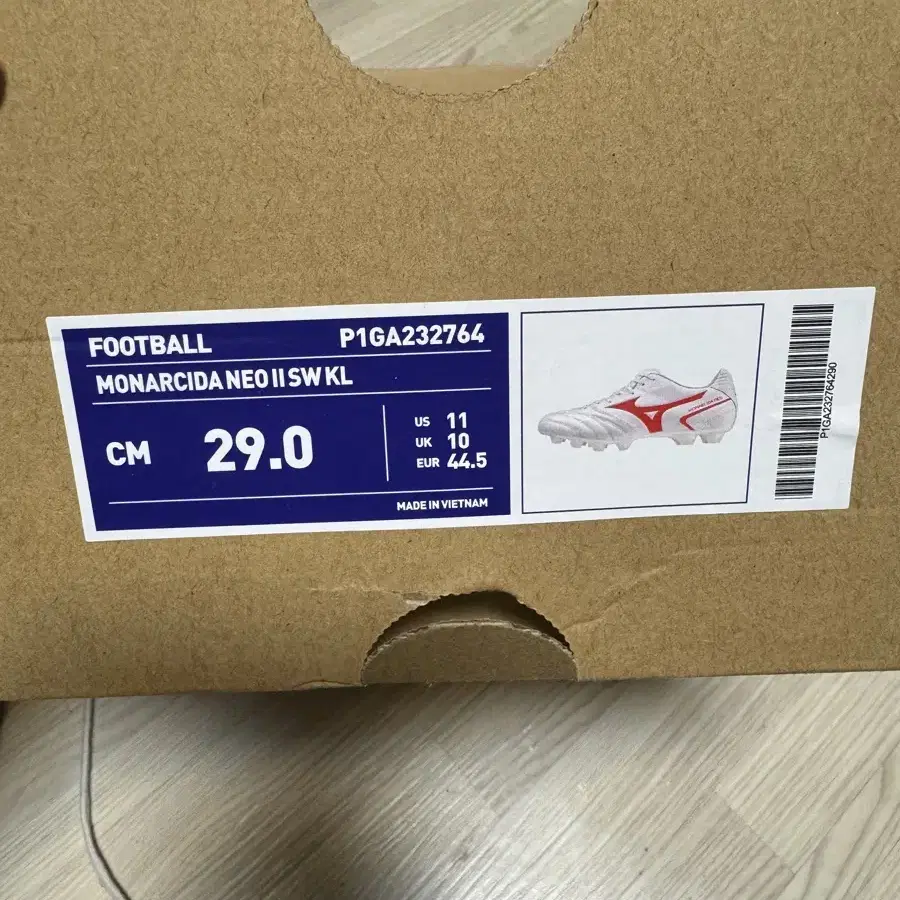 FOOTBALL
P1GA232764
MONARCIDA NEO II SW KL
CM 29.0
US 11
UK 10
EUR 44.5
MADE IN VIETNAM
P1GA232764290